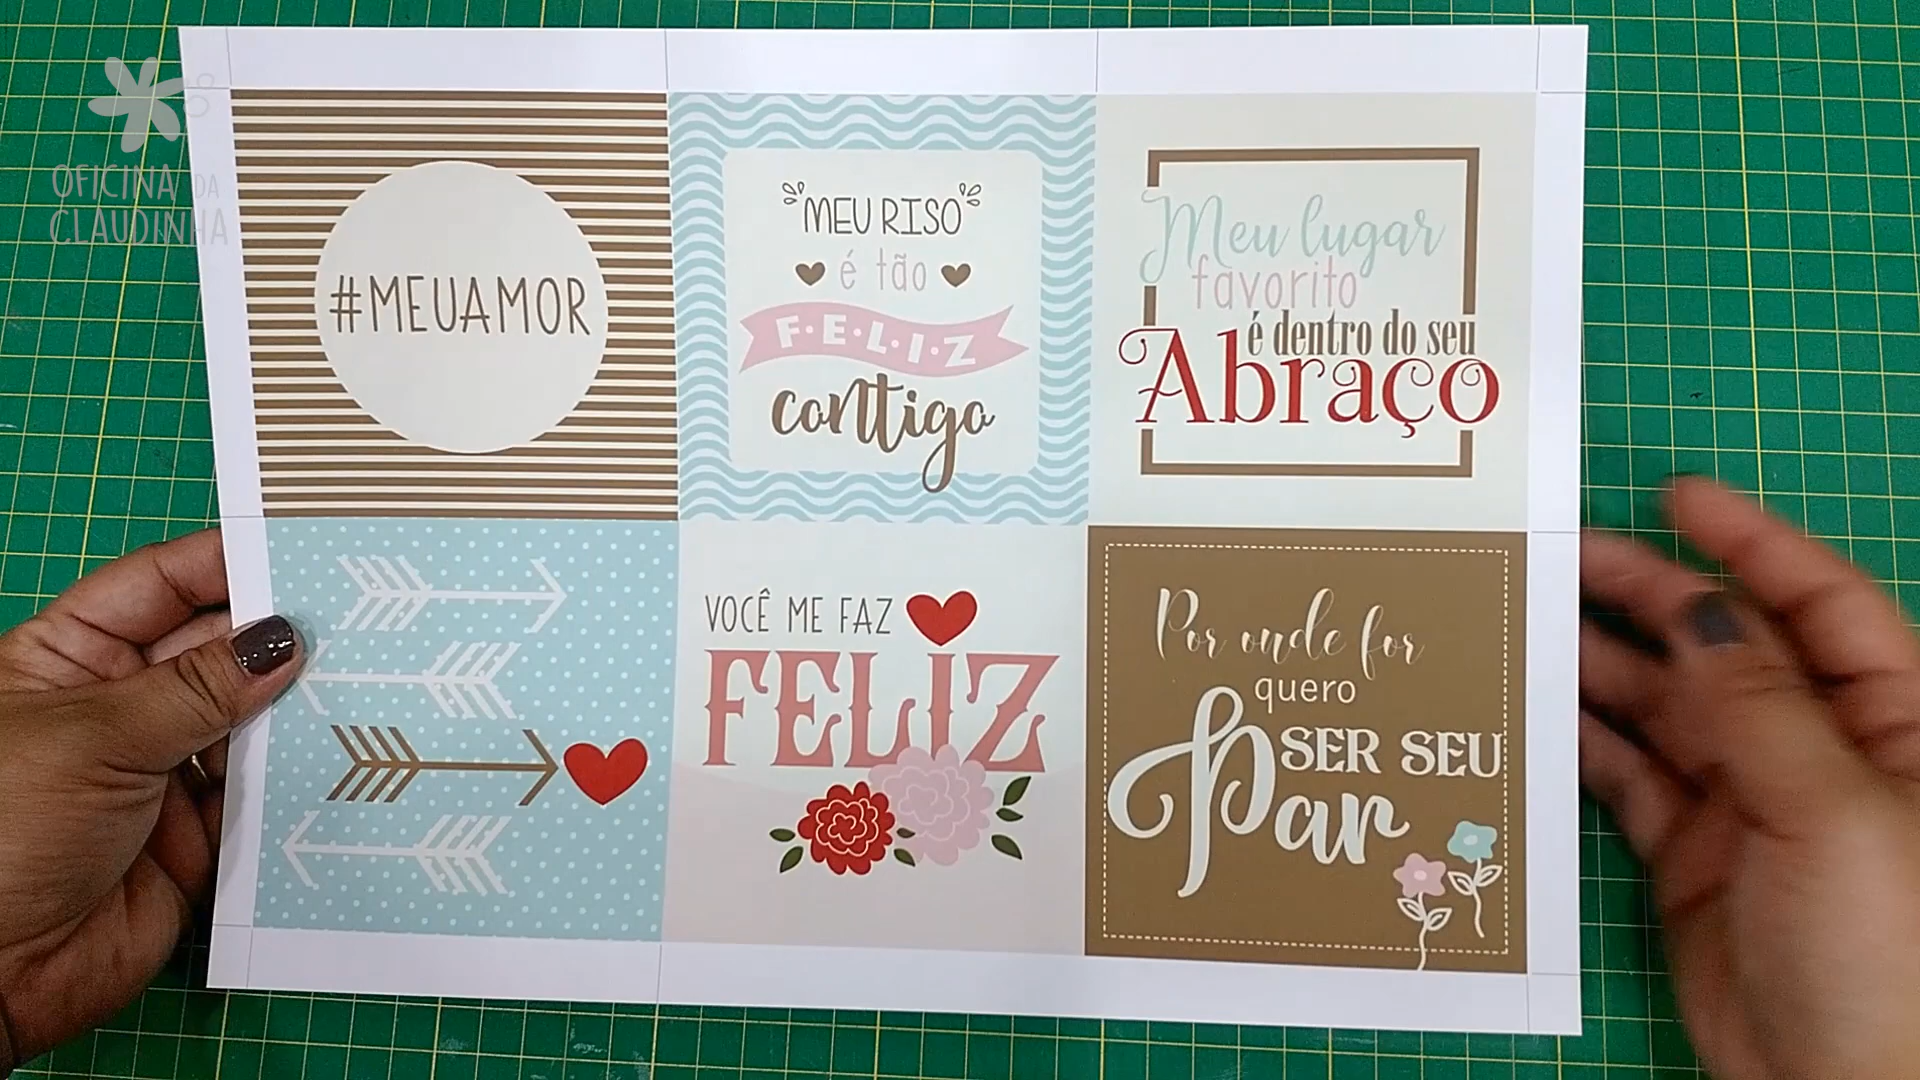 OFICINA DA
CLAUDINHA
#MEUAMOR
MEU RISO
é tão
F·E·L·I·Z
contigo
Meu lugar
favorito
é dentro do seu
Abraço
VOCÊ ME FAZ
FELIZ
Por onde for
quero
SER SEU
Par